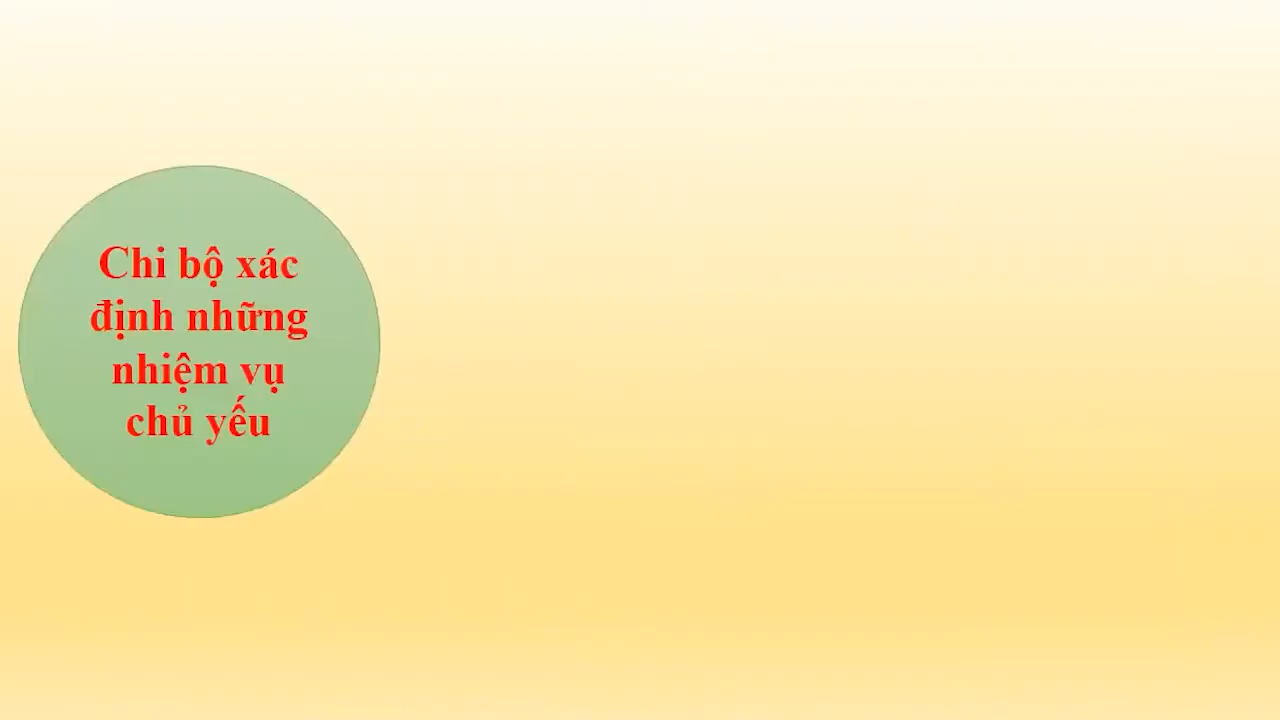 Chi bộ xác
định những
nhiệm vụ
chủ yếu